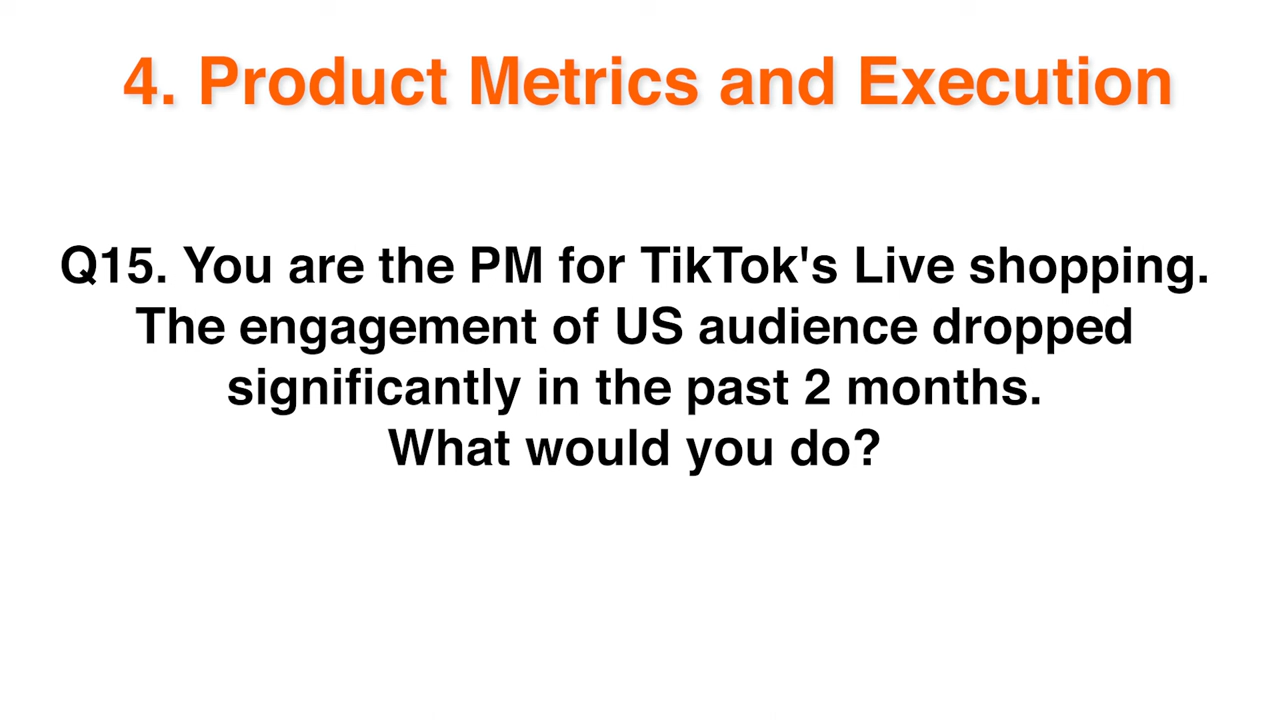 4. Product Metrics and Execution
Q15. You are the PM for TikTok's Live shopping.
The engagement of US audience dropped
significantly in the past 2 months.
What would you do?